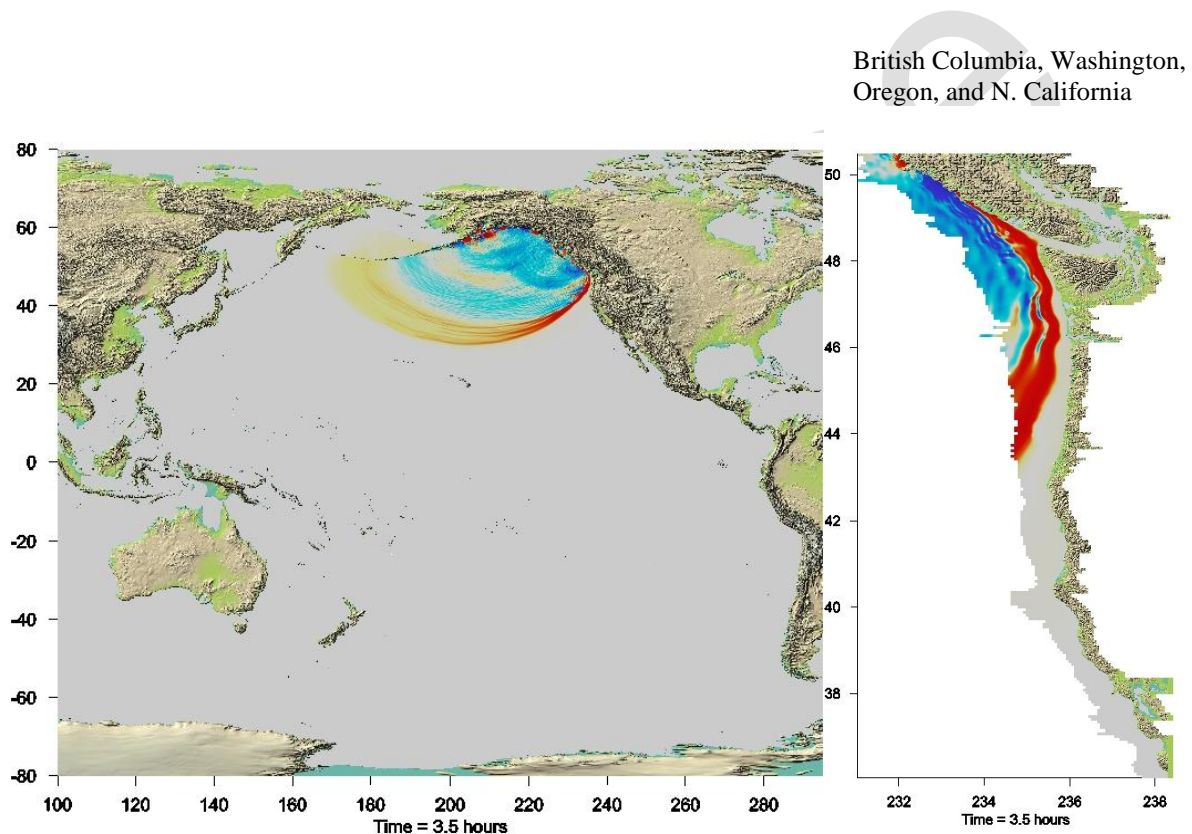 British Columbia, Washington,
Oregon, and N. California
80
60
40
20
0
-20
-40
-60
-80
100 120 140 160 180 200 220 240 260 280
Time = 3.5 hours
50
48
46
44
42
40
38
232 234 236 238
Time = 3.5 hours